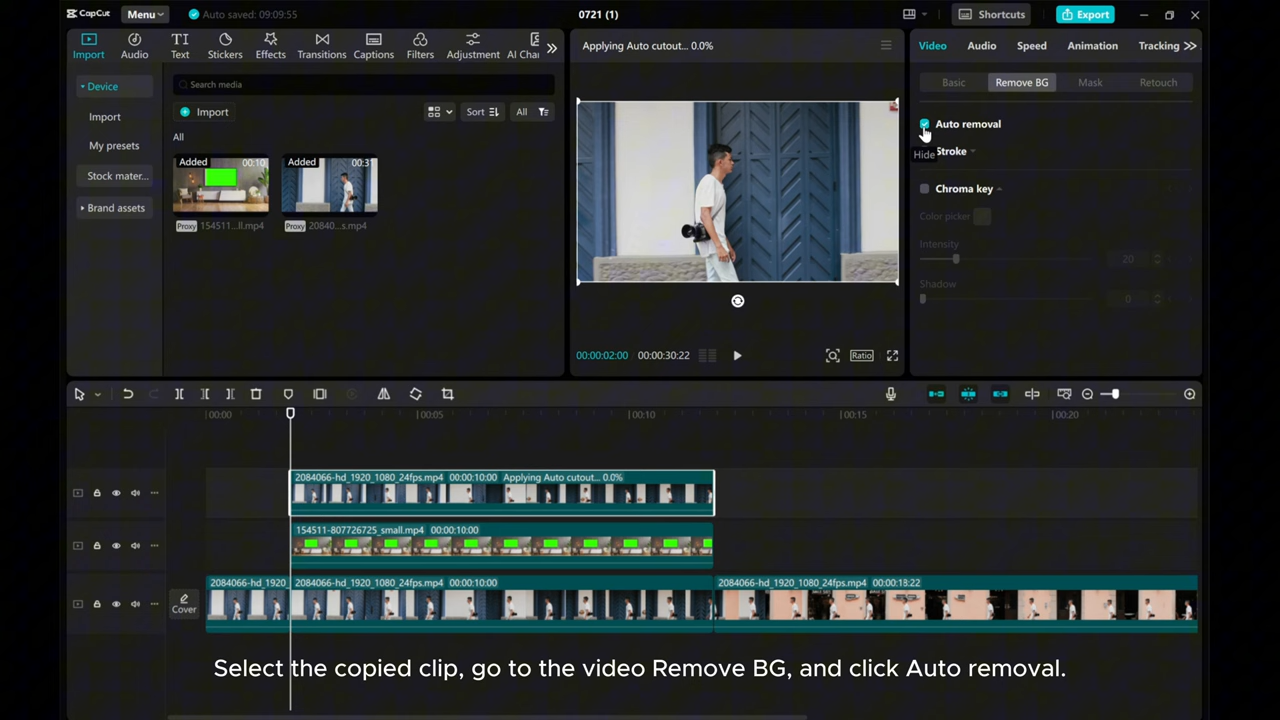 CapCut
Menu
Auto saved: 09:09:55
0721 (1)
Shortcuts
Export
Import
Audio
Text
Stickers
Effects
Transitions
Captions
Filters
Adjustment
AI Char
Device
Import
My presets
Stock mater...
Brand assets
Search media
Import
Sort
All
All
Added
00:10
Added
00:31
Proxy
154511...ll.mp4
Proxy
20840...s.mp4
Applying Auto cutout... 0.0%
00:00:02:00
00:00:30:22
Ratio
Video
Audio
Speed
Animation
Tracking
Basic
Remove BG
Mask
Retouch
Auto removal
Hide
Stroke
Chroma key
Color picker
Intensity
20
Shadow
0
00:00
00:05
00:10
00:15
00:20
2084066-hd_1920_1080_24fps.mp4 00:00:10:00 Applying Auto cutout... 0.0%
154511-807726725_small.mp4 00:00:10:00
Cover
2084066-hd_1920_
2084066-hd_1920_1080_24fps.mp4 00:00:10:00
2084066-hd_1920_1080_24fps.mp4 00:00:18:22
Select the copied clip, go to the video Remove BG, and click Auto removal.